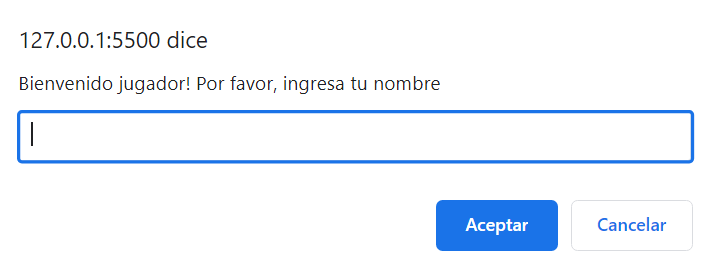 127.0.0.1:5500 dice
Bienvenido jugador! Por favor, ingresa tu nombre
Aceptar
Cancelar